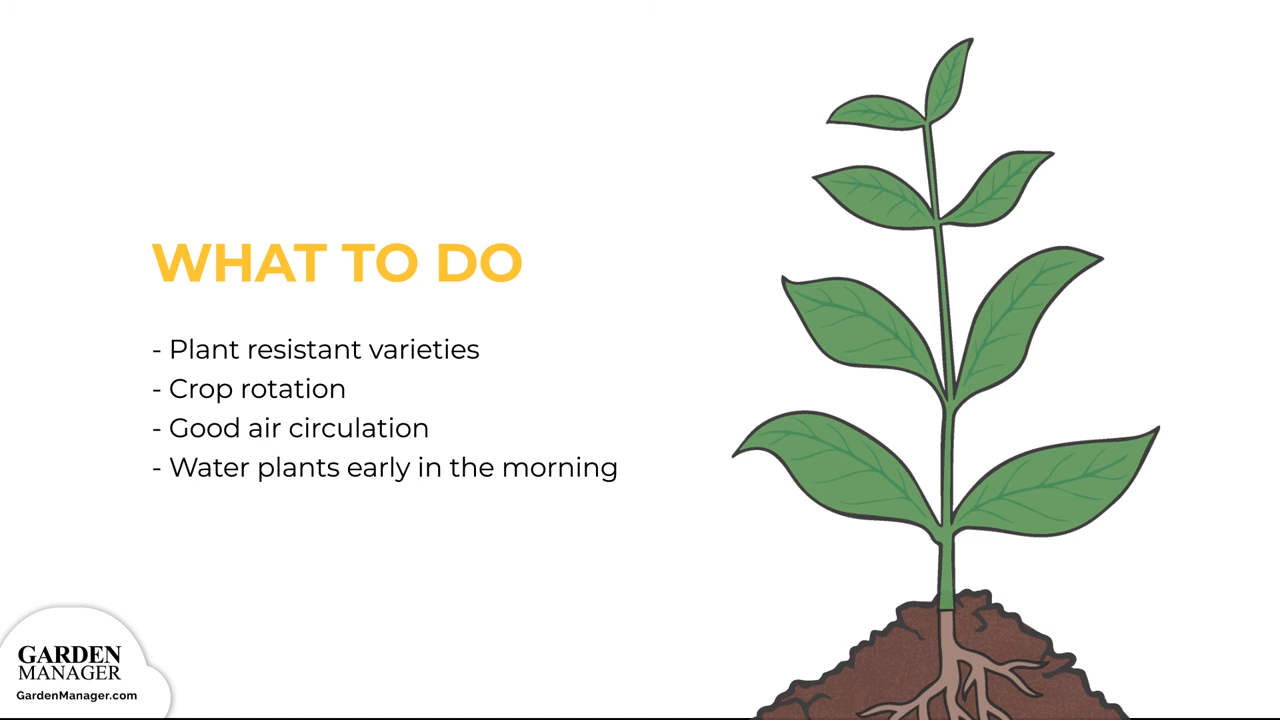 WHAT TO DO
- Plant resistant varieties
- Crop rotation
- Good air circulation
- Water plants early in the morning
GARDEN
MANAGER
GardenManager.com